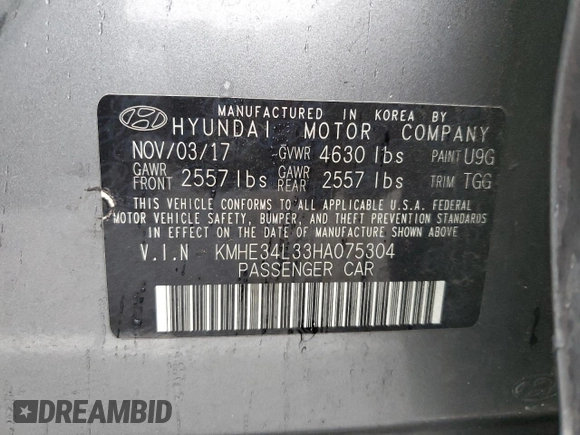 MANUFACTURED IN KOREA BY
HYUNDAI MOTOR COMPANY
NOV/03/17 GVWR 4630 lbs PAINT U9G
GAWR FRONT 2557 lbs GAWR REAR 2557 lbs TRIM TGG
THIS VEHICLE CONFORMS TO ALL APPLICABLE U.S.A. FEDERAL
MOTOR VEHICLE SAFETY, BUMPER, AND THEFT PREVENTION STANDARDS
IN EFFECT ON THE DATE OF MANUFACTURE SHOWN ABOVE
V.I.N KMHE34L33HA075304
PASSENGER CAR
DREAMBID